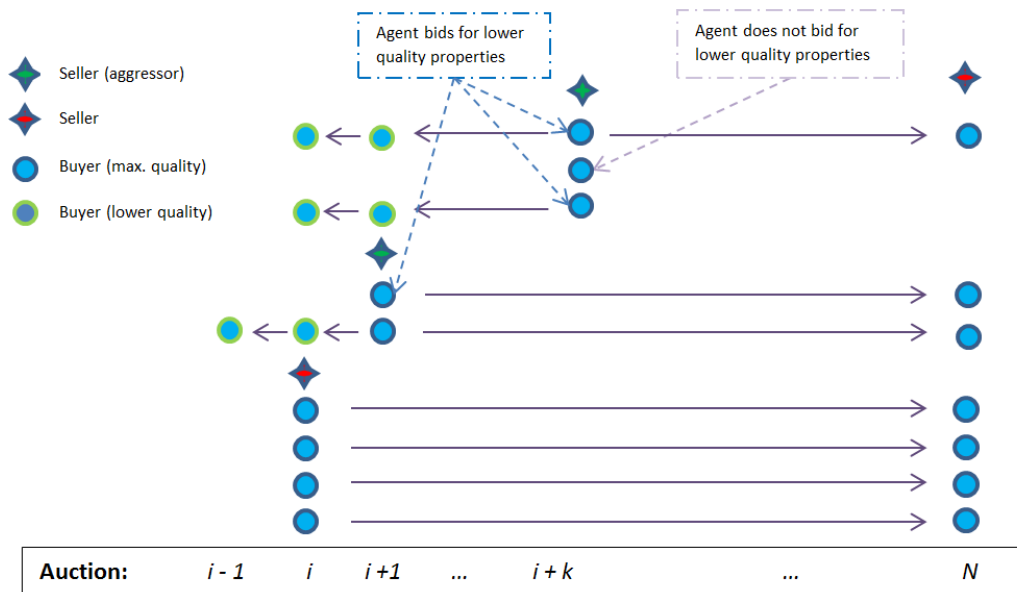 Agent bids for lower
quality properties
Agent does not bid for
lower quality properties
Seller (aggressor)
Seller
Buyer (max. quality)
Buyer (lower quality)
Auction: i - 1 i i +1 ... i + k ... N